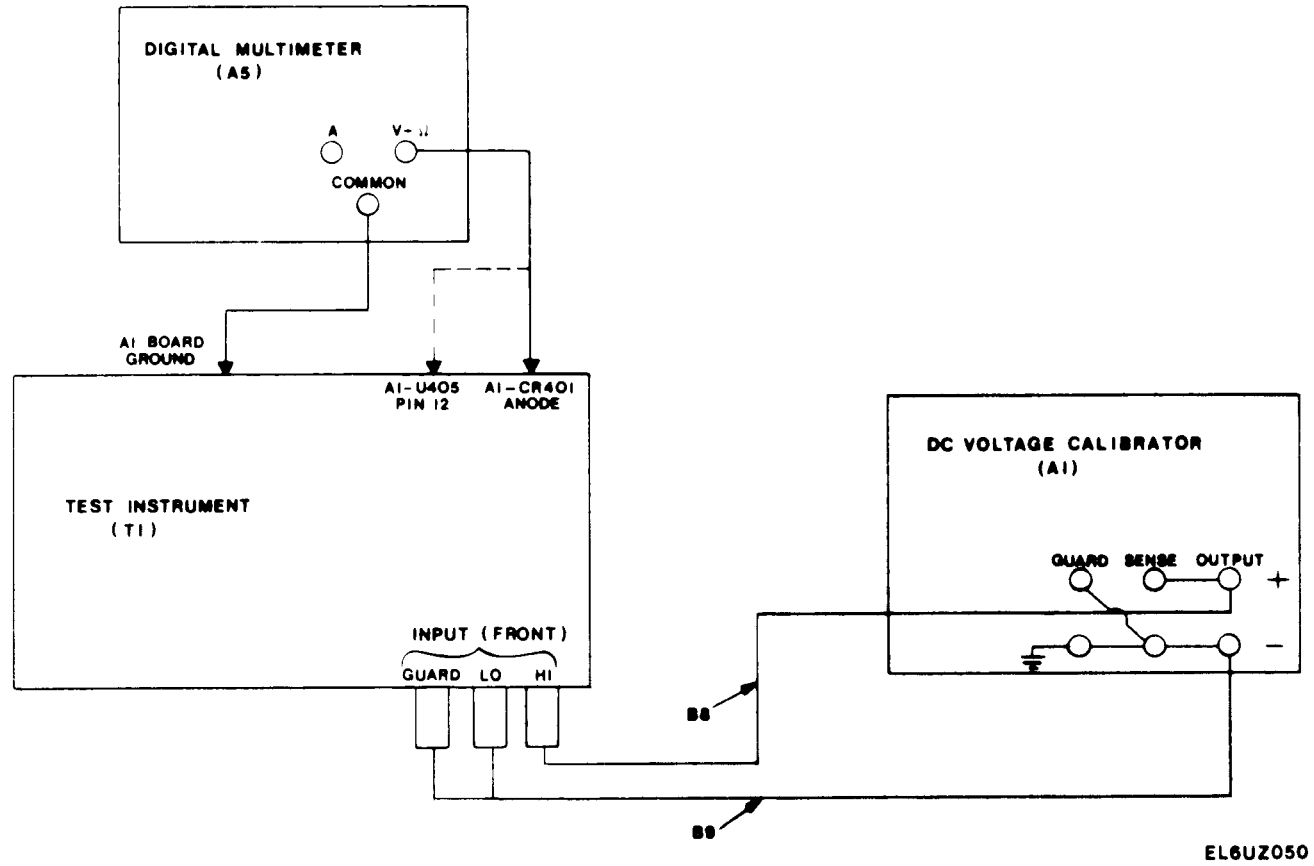 DIGITAL MULTIMETER
(A5)
A
V-Ω
COMMON
A1 BOARD
GROUND
A1-U405
PIN 12
A1-CR401
ANODE
TEST INSTRUMENT
(T1)
INPUT (FRONT)
GUARD LO HI
DC VOLTAGE CALIBRATOR
(A1)
GUARD SENSE OUTPUT
+
-
B8
B9
EL6UZ050